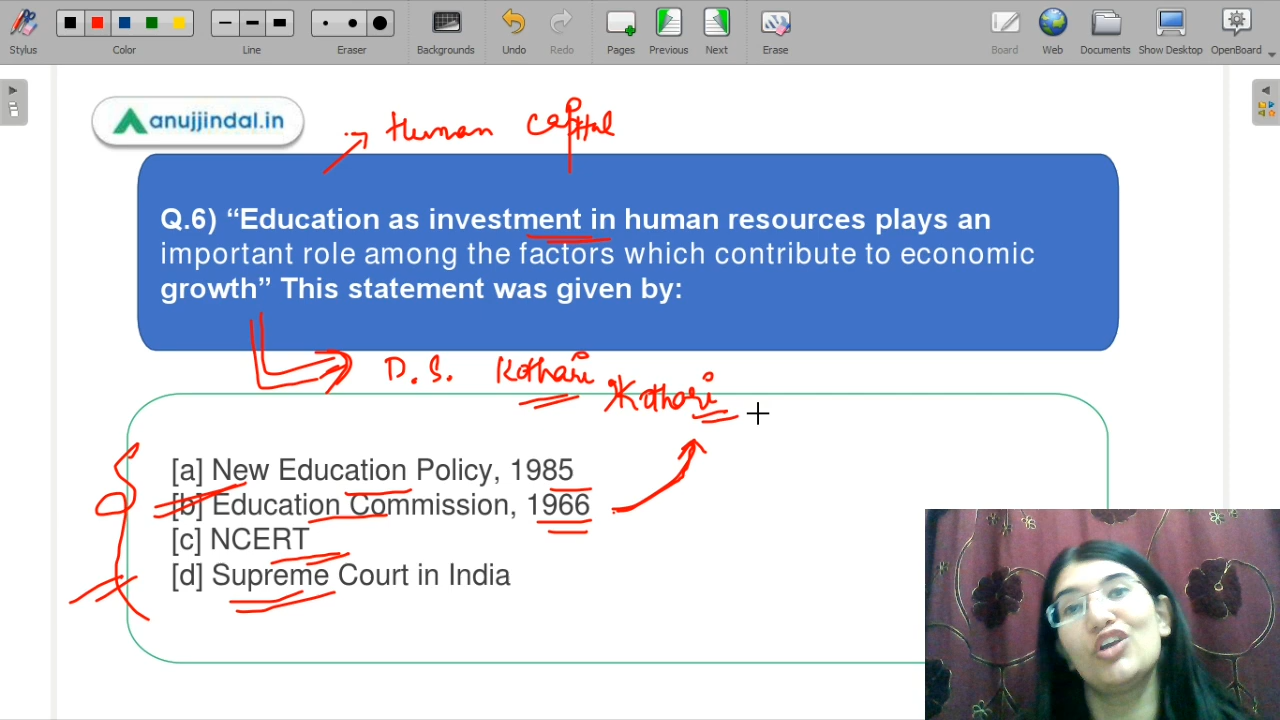 Stylus
Color
Line
Eraser
Backgrounds
Undo
Redo
Pages
Previous
Next
Erase
Board
Web
Documents
Show Desktop
OpenBoard
anujjindal.in
Human Capital
Q.6) “Education as investment in human resources plays an
important role among the factors which contribute to economic
growth” This statement was given by:
D.S. Kothari
Kothari
[a] New Education Policy, 1985
[b] Education Commission, 1966
[c] NCERT
[d] Supreme Court in India